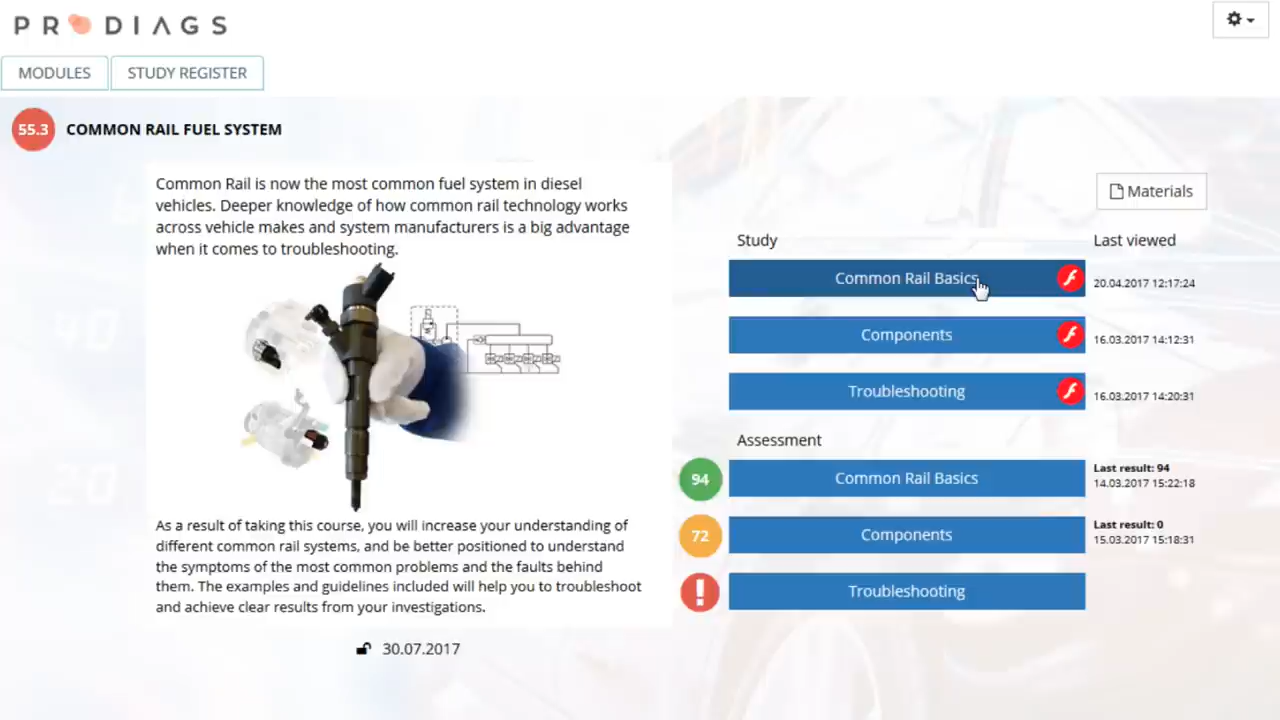 PRODIAGS
MODULES
STUDY REGISTER
55.3
COMMON RAIL FUEL SYSTEM
Common Rail is now the most common fuel system in diesel
vehicles. Deeper knowledge of how common rail technology works
across vehicle makes and system manufacturers is a big advantage
when it comes to troubleshooting.
As a result of taking this course, you will increase your understanding of
different common rail systems, and be better positioned to understand
the symptoms of the most common problems and the faults behind
them. The examples and guidelines included will help you to troubleshoot
and achieve clear results from your investigations.
30.07.2017
Materials
Study
Last viewed
Common Rail Basics
20.04.2017 12:17:24
Components
16.03.2017 14:12:31
Troubleshooting
16.03.2017 14:20:31
Assessment
94
Common Rail Basics
Last result: 94
14.03.2017 15:22:18
72
Components
Last result: 0
15.03.2017 15:18:31
!
Troubleshooting
40
20